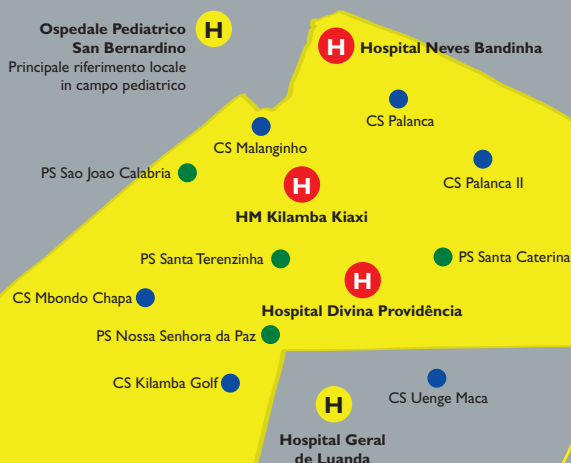 Ospedale Pediatrico
San Bernardino
Principale riferimento locale
in campo pediatrico
H
H
Hospital Neves Bandinha
CS Palanca
CS Malanginho
CS Palanca II
PS Sao Joao Calabria
H
HM Kilamba Kiaxi
PS Santa Terenzinha
PS Santa Caterina
H
Hospital Divina Providência
CS Mbondo Chapa
PS Nossa Senhora da Paz
CS Kilamba Golf
CS Uenge Maca
H
Hospital Geral
de Luanda